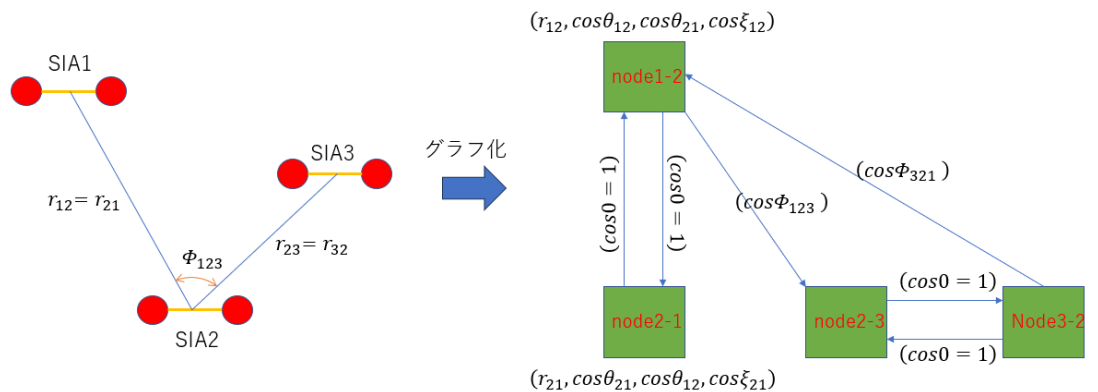 SIA1
SIA3
r₁₂ = r₂₁
r₂₃ = r₃₂
Φ₁₂₃
SIA2
グラフ化
(r₁₂, cosθ₁₂, cosθ₂₁, cosξ₁₂)
node1-2
(cos0 = 1)
(cos0 = 1)
(cosΦ₁₂₃)
(cosΦ₃₂₁)
node2-1
node2-3
(cos0 = 1)
(cos0 = 1)
Node3-2
(r₂₁, cosθ₂₁, cosθ₁₂, cosξ₂₁)